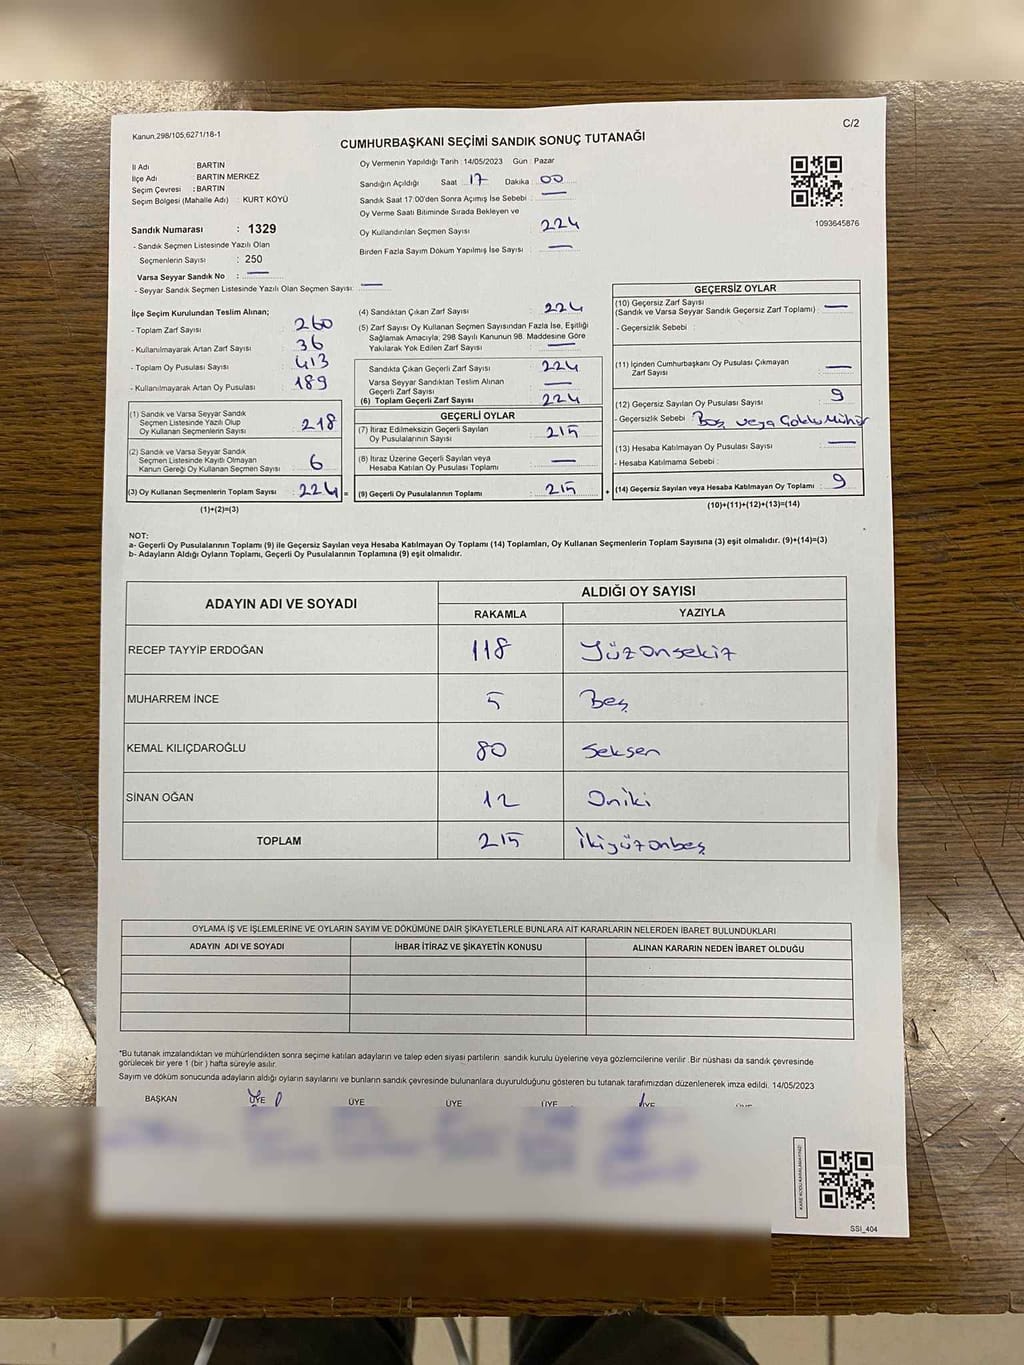 Kanun,298/105,6271/18-1
C/2
CUMHURBAŞKANI SEÇİMİ SANDIK SONUÇ TUTANAĞI
İl Adı : BARTIN
İlçe Adı : BARTIN MERKEZ
Seçim Çevresi : BARTIN
Seçim Bölgesi (Mahalle Adı) : KURT KÖYÜ
Sandık Numarası : 1329
- Sandık Seçmen Listesinde Yazılı Olan
Seçmenlerin Sayısı : 250
Varsa Seyyar Sandık No : —
- Seyyar Sandık Seçmen Listesinde Yazılı Olan Seçmen Sayısı: —
Oy Vermenin Yapıldığı Tarih :14/05/2023 Gün : Pazar
Sandığın Açıldığı Saat : 17 Dakika : 00
Sandık Saat 17:00'den Sonra Açımış İse Sebebi : —
Oy Verme Saati Bitiminde Sırada Bekleyen ve
Oy Kullandırılan Seçmen Sayısı : 224
Birden Fazla Sayım Döküm Yapılmış İse Sayısı : —
1093645876
İlçe Seçim Kurulundan Teslim Alınan;
- Toplam Zarf Sayısı : 260
- Kullanılmayarak Artan Zarf Sayısı : 36
- Toplam Oy Pusulası Sayısı : 413
- Kullanılmayarak Artan Oy Pusulası : 189
(1) Sandık ve Varsa Seyyar Sandık
Seçmen Listesinde Yazılı Olup
Oy Kullanan Seçmenlerin Sayısı : 218
(2) Sandık ve Varsa Seyyar Sandık
Seçmen Listesinde Kayıtlı Olmayan
Kanun Gereği Oy Kullanan Seçmen Sayısı : 6
(3) Oy Kullanan Seçmenlerin Toplam Sayısı : 224 =
(1)+(2)=(3)
(4) Sandıktan Çıkan Zarf Sayısı : 224
(5) Zarf Sayısı Oy Kullanan Seçmen Sayısından Fazla İse, Eşitliği
Sağlamak Amacıyla; 298 Sayılı Kanunun 98. Maddesine Göre
Yakılarak Yok Edilen Zarf Sayısı : —
Sandıkta Çıkan Geçerli Zarf Sayısı : 224
Varsa Seyyar Sandıktan Teslim Alınan
Geçerli Zarf Sayısı : —
(6) Toplam Geçerli Zarf Sayısı : 224
GEÇERLİ OYLAR
(7) İtiraz Edilmeksizin Geçerli Sayılan
Oy Pusulalarının Sayısı : 215
(8) İtiraz Üzerine Geçerli Sayılan veya
Hesaba Katılan Oy Pusulası Toplamı : —
(9) Geçerli Oy Pusulalarının Toplamı : 215 +
GEÇERSİZ OYLAR
(10) Geçersiz Zarf Sayısı
(Sandık ve Varsa Seyyar Sandık Geçersiz Zarf Toplamı) : —
- Geçersizlik Sebebi :
(11) İçinden Cumhurbaşkanı Oy Pusulası Çıkmayan
Zarf Sayısı : —
(12) Geçersiz Sayılan Oy Pusulası Sayısı : 9
- Geçersizlik Sebebi : Boş veya Çoklu Mühür
(13) Hesaba Katılmayan Oy Pusulası Sayısı : —
- Hesaba Katılmama Sebebi :
(14) Geçersiz Sayılan veya Hesaba Katılmayan Oy Toplamı : 9
(10)+(11)+(12)+(13)=(14)
NOT:
a- Geçerli Oy Pusulalarının Toplamı (9) ile Geçersiz Sayılan veya Hesaba Katılmayan Oy Toplamı (14) Toplamları, Oy Kullanan Seçmenlerin Toplam Sayısına (3) eşit olmalıdır. (9)+(14)=(3)
b- Adayların Aldığı Oyların Toplamı, Geçerli Oy Pusulalarının Toplamına (9) eşit olmalıdır.
ADAYIN ADI VE SOYADI
ALDIĞI OY SAYISI
RAKAMLA YAZIYLA
RECEP TAYYİP ERDOĞAN 118 Yüzonsekiz
MUHARREM İNCE 5 Beş
KEMAL KILIÇDAROĞLU 80 Seksen
SİNAN OĞAN 12 Oniki
TOPLAM 215 İkiyüzonbeş
OYLAMA İŞ VE İŞLEMLERİNE VE OYLARIN SAYIM VE DÖKÜMÜNE DAİR ŞİKAYETLERLE BUNLARA AİT KARARLARIN NELERDEN İBARET BULUNDUKLARI
ADAYIN ADI VE SOYADI İHBAR İTİRAZ VE ŞİKAYETİN KONUSU ALINAN KARARIN NEDEN İBARET OLDUĞU
*Bu tutanak imzalandıktan ve mühürlendikten sonra seçime katılan adayların ve talep eden siyasi partilerin sandık kurulu üyelerine veya gözlemcilerine verilir .Bir nüshası da sandık çevresinde
görülecek bir yere 1 (bir ) hafta süreyle asılır.
Sayım ve döküm sonucunda adayların aldığı oyların sayılarını ve bunların sandık çevresinde bulunanlara duyurulduğunu gösteren bu tutanak tarafımızdan düzenlenerek imza edildi. 14/05/2023
BAŞKAN ÜYE ÜYE ÜYE ÜYE ÜYE
SSI_404